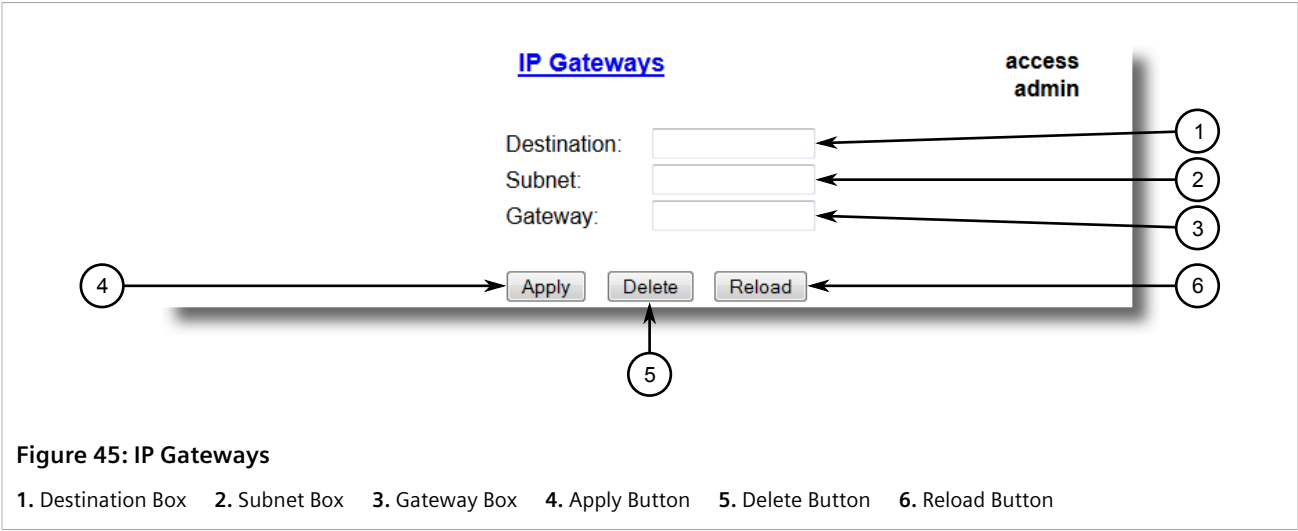 IP Gateways
access
admin
Destination:
1
Subnet:
2
Gateway:
3
4
Apply
Delete
Reload
6
5
Figure 45: IP Gateways
1. Destination Box 2. Subnet Box 3. Gateway Box 4. Apply Button 5. Delete Button 6. Reload Button